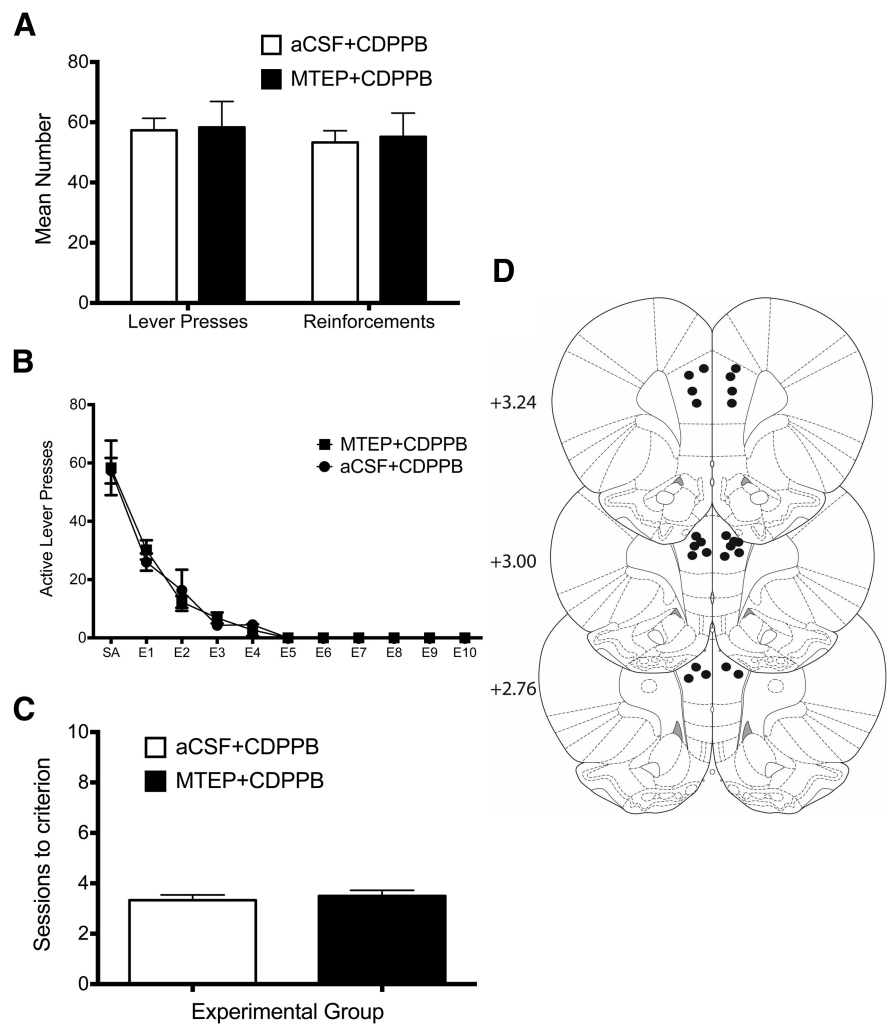 A
aCSF+CDPPB
MTEP+CDPPB
80
60
40
20
0
Mean Number
Lever Presses
Reinforcements
B
80
60
40
20
0
Active Lever Presses
MTEP+CDPPB
aCSF+CDPPB
SA E1 E2 E3 E4 E5 E6 E7 E8 E9 E10
C
10
8
6
4
2
0
Sessions to criterion
aCSF+CDPPB
MTEP+CDPPB
Experimental Group
D
+3.24
+3.00
+2.76